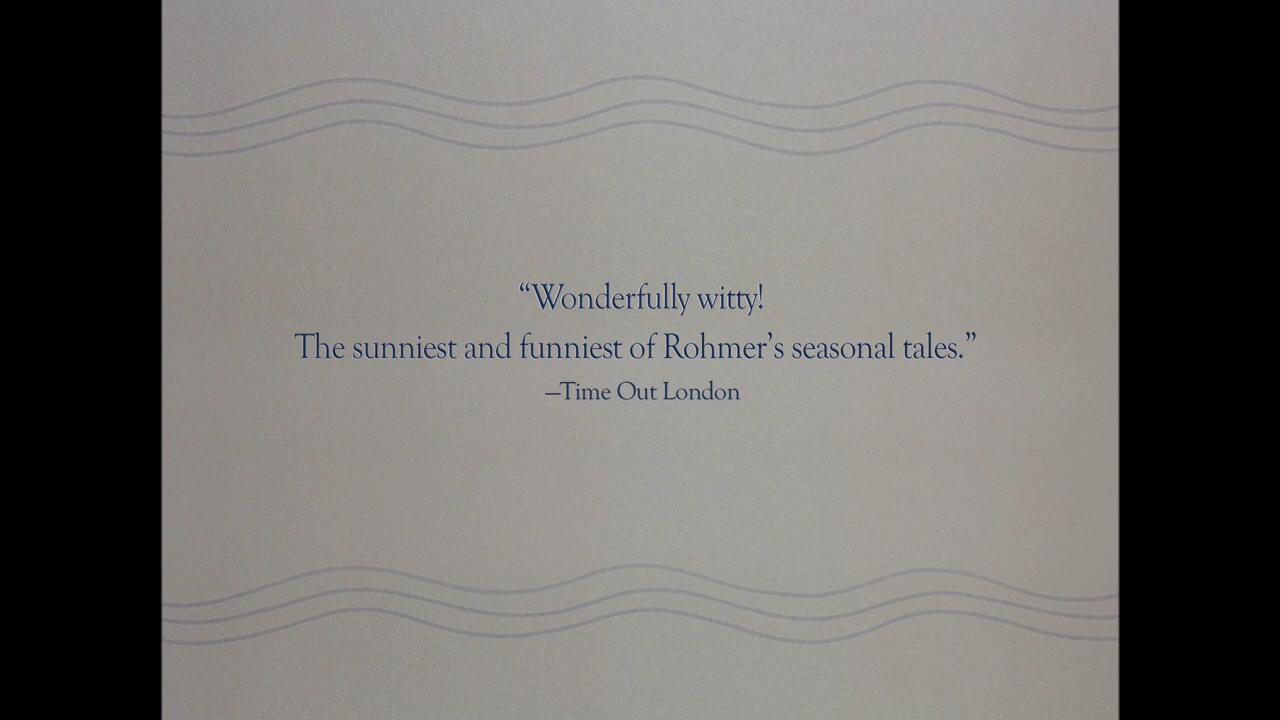 “Wonderfully witty!
The sunniest and funniest of Rohmer’s seasonal tales.”
—Time Out London